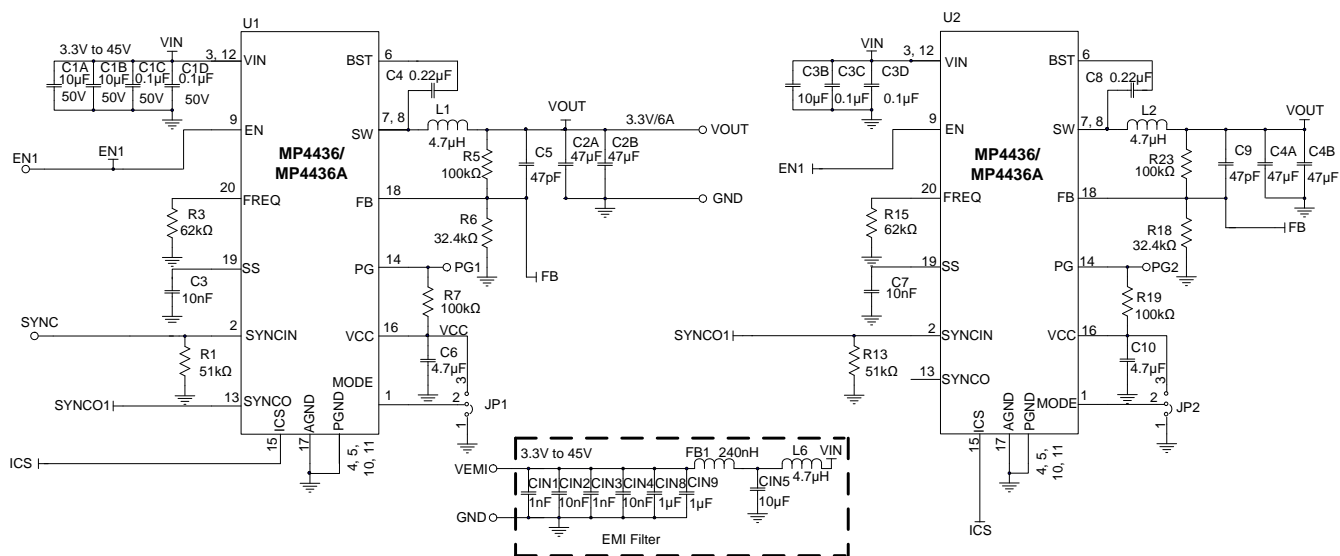 U1
3.3V to 45V
VIN
3, 12
VIN
C1A
10µF
50V
C1B
10µF
50V
C1C
0.1µF
50V
C1D
0.1µF
50V
9
EN
EN1
EN1
MP4436/
MP4436A
20
FREQ
R3
62kΩ
19
SS
C3
10nF
SYNC
2
SYNCIN
R1
51kΩ
SYNCO1
13
SYNCO
ICS
15
ICS
AGND
17
PGND
4, 5,
10, 11
BST
6
C4
0.22µF
SW
7, 8
L1
4.7µH
VOUT
3.3V/6A
VOUT
R5
100kΩ
C5
47pF
C2A
47µF
C2B
47µF
GND
FB
18
R6
32.4kΩ
FB
PG
14
PG1
R7
100kΩ
VCC
16
VCC
C6
4.7µF
MODE
1
3
2
1
JP1
U2
VIN
3, 12
VIN
C3B
10µF
C3C
0.1µF
C3D
0.1µF
9
EN
EN1
MP4436/
MP4436A
20
FREQ
R15
62kΩ
19
SS
C7
10nF
SYNCO1
2
SYNCIN
R13
51kΩ
13
SYNCO
ICS
15
ICS
AGND
17
PGND
4, 5,
10, 11
BST
6
C8
0.22µF
SW
7, 8
L2
4.7µH
VOUT
R23
100kΩ
C9
47pF
C4A
47µF
C4B
47µF
FB
18
R18
32.4kΩ
FB
PG
14
PG2
R19
100kΩ
VCC
16
C10
4.7µF
MODE
1
3
2
1
JP2
3.3V to 45V
VEMI
FB1
240nH
L6
4.7µH
VIN
CIN1
1nF
CIN2
10nF
CIN3
1nF
CIN4
10nF
CIN8
1µF
CIN9
1µF
CIN5
10µF
GND
EMI Filter